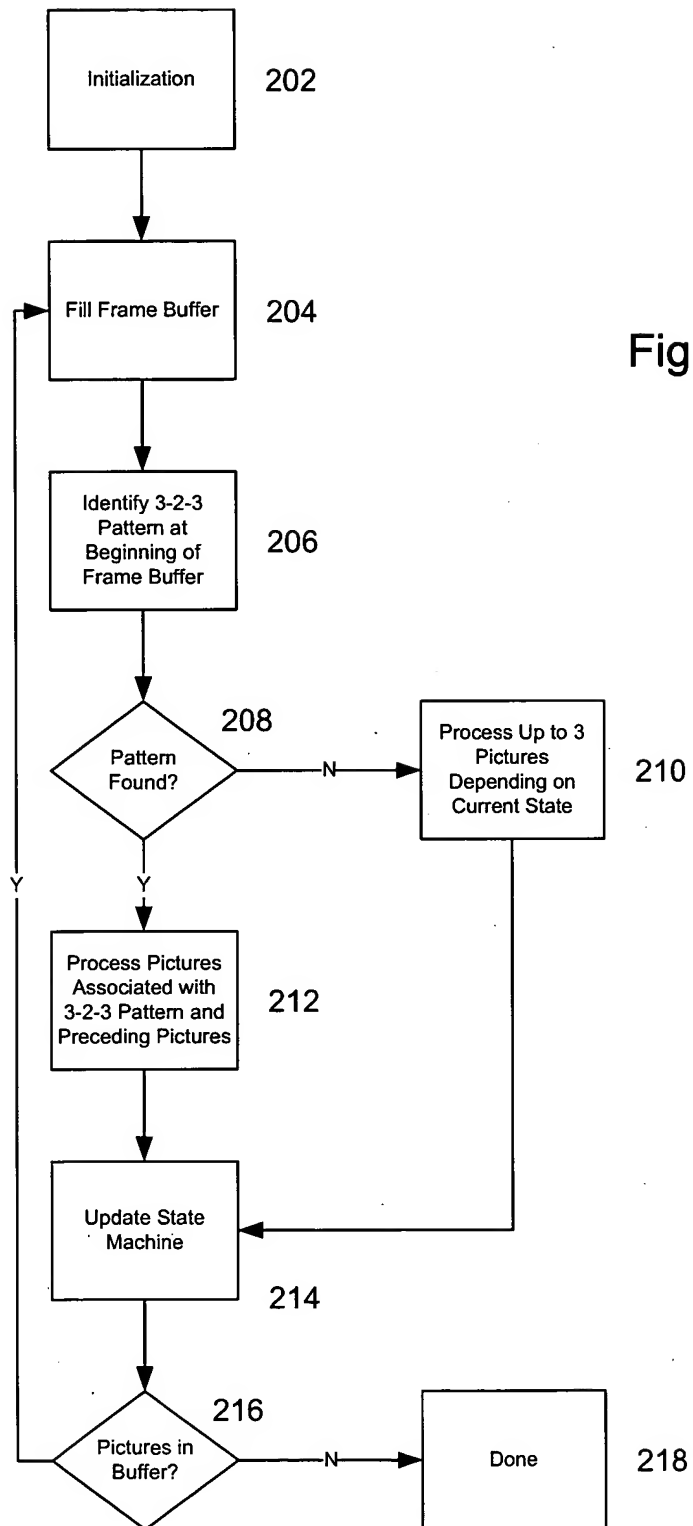 Initialization
202
Fill Frame Buffer
204
Fig
Identify 3-2-3
Pattern at
Beginning of
Frame Buffer
206
208
Pattern
Found?
N
Process Up to 3
Pictures
Depending on
Current State
210
Y
Y
Process Pictures
Associated with
3-2-3 Pattern and
Preceding Pictures
212
Update State
Machine
214
216
Pictures in
Buffer?
N
Done
218